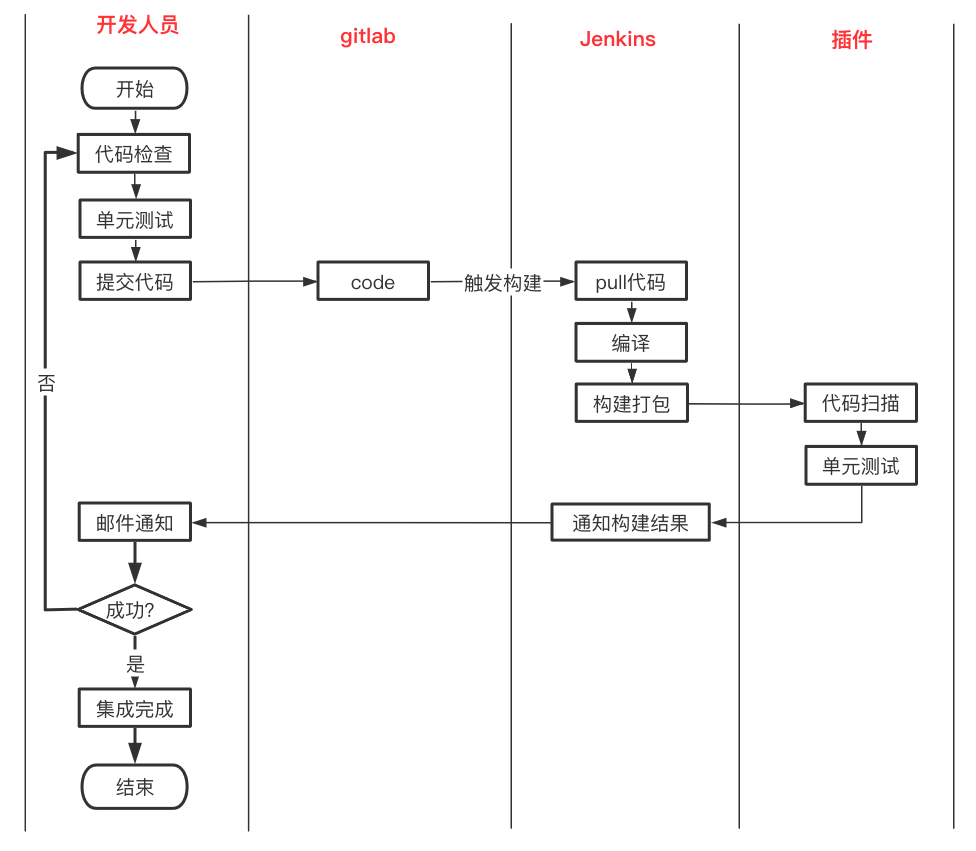 开发人员
gitlab
Jenkins
插件
开始
代码检查
单元测试
提交代码
code
触发构建
pull代码
编译
构建打包
代码扫描
单元测试
否
邮件通知
通知构建结果
成功?
是
集成完成
结束